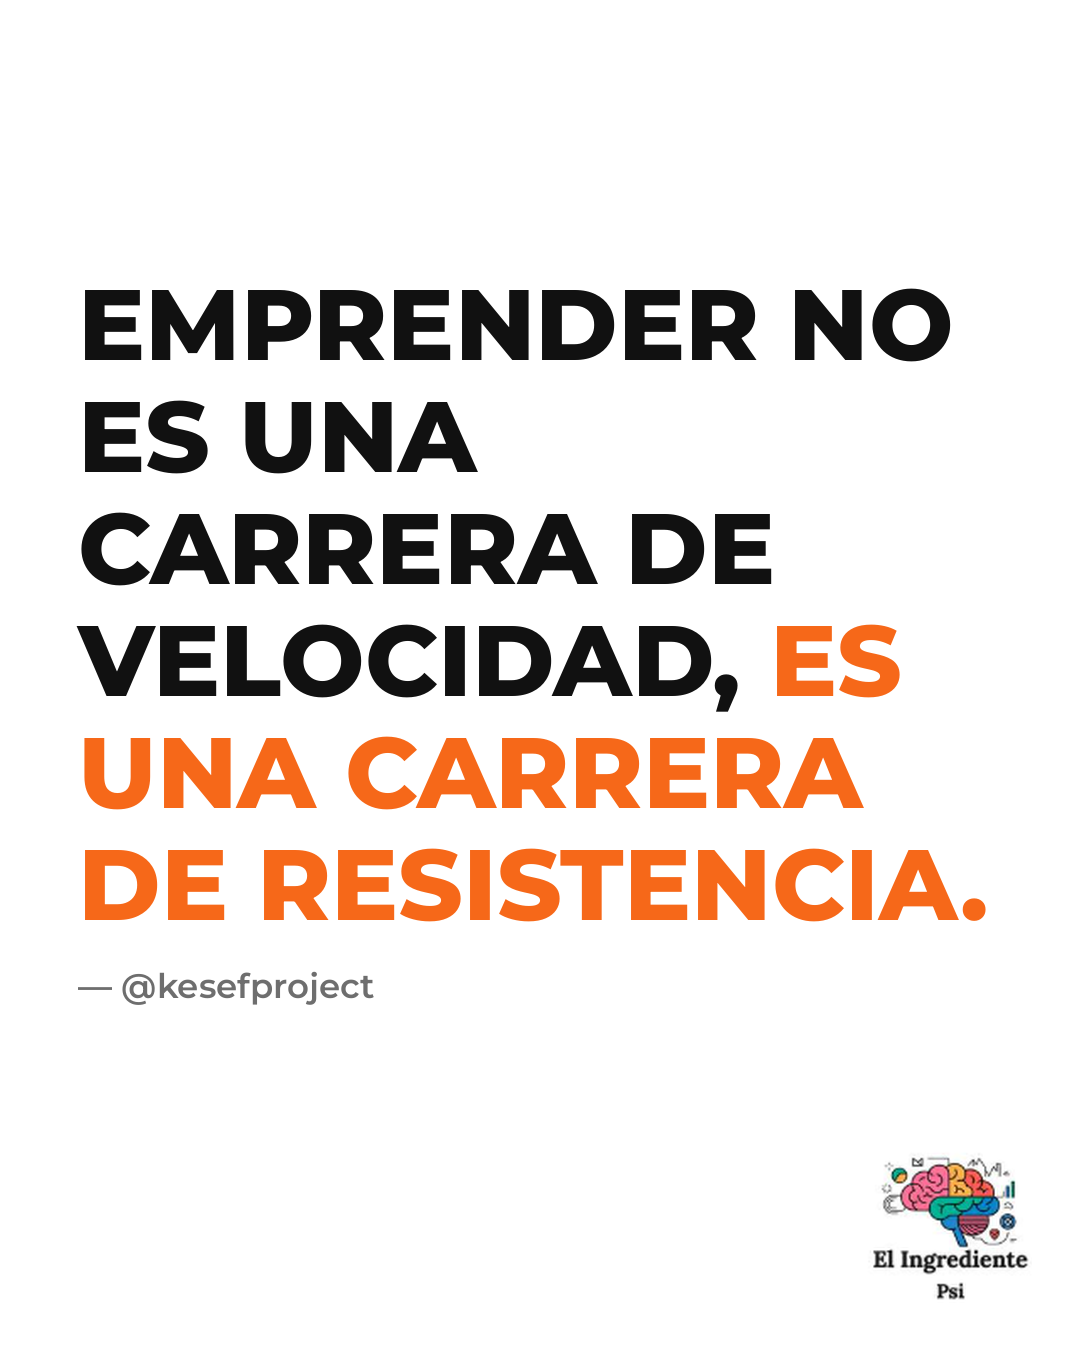 EMPRENDER NO
ES UNA
CARRERA DE
VELOCIDAD, ES
UNA CARRERA
DE RESISTENCIA.
— @kesefproject
El Ingrediente
Psi